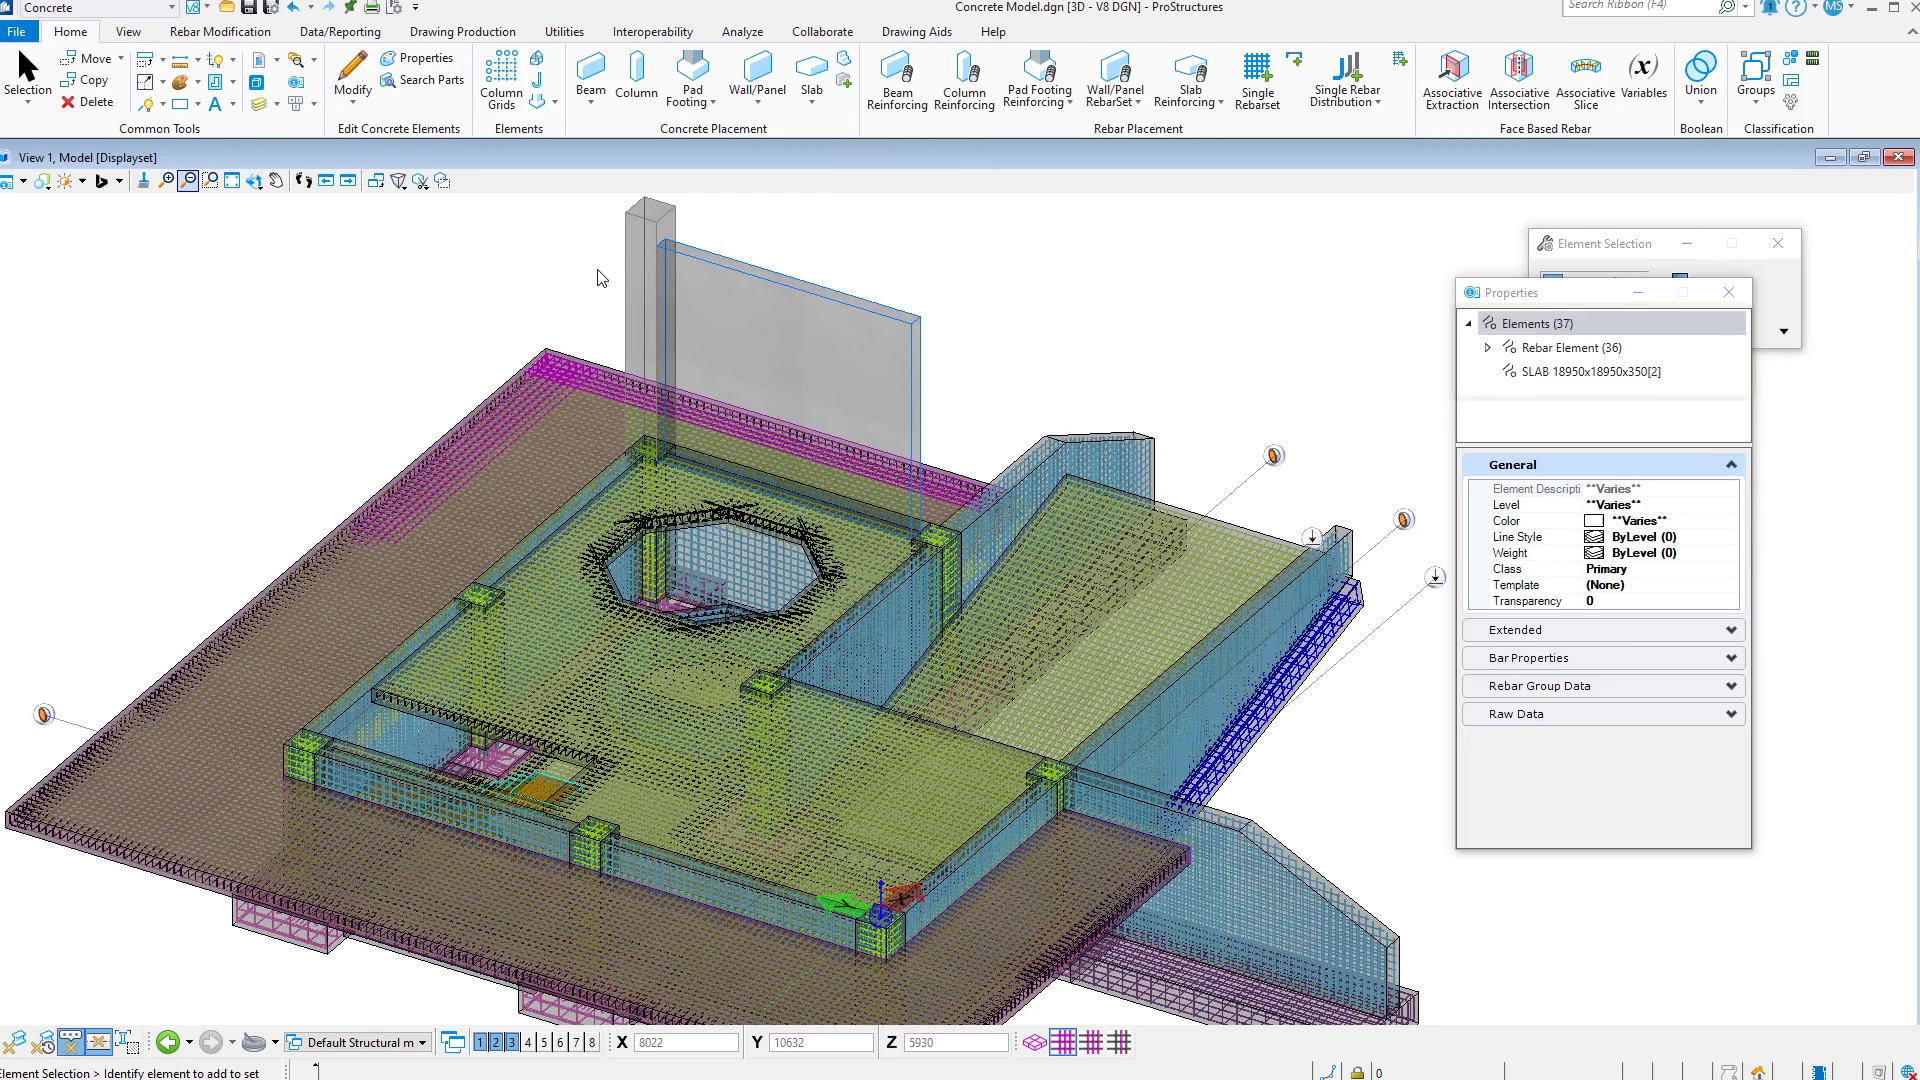 Concrete
Concrete Model.dgn [3D - V8 DGN] - ProStructures
Search Ribbon (F4)
MS
File
Home
View
Rebar Modification
Data/Reporting
Drawing Production
Utilities
Interoperability
Analyze
Collaborate
Drawing Aids
Help
Selection
Move
Copy
Delete
Common Tools
Modify
Properties
Search Parts
Edit Concrete Elements
Column
Grids
Elements
Beam
Column
Pad
Footing
Wall/Panel
Slab
Concrete Placement
Beam
Reinforcing
Column
Reinforcing
Pad Footing
Reinforcing
Wall/Panel
RebarSet
Slab
Reinforcing
Single
Rebarset
Single Rebar
Distribution
Rebar Placement
Associative
Extraction
Associative
Intersection
Associative
Slice
Variables
Face Based Rebar
Union
Boolean
Groups
Classification
View 1, Model [Displayset]
Element Selection
Properties
Elements (37)
Rebar Element (36)
SLAB 18950x18950x350[2]
General
Element Descripti **Varies**
Level **Varies**
Color **Varies**
Line Style ByLevel (0)
Weight ByLevel (0)
Class Primary
Template (None)
Transparency 0
Extended
Bar Properties
Rebar Group Data
Raw Data
Default Structural m
1 2 3 4 5 6 7 8
X 8022
Y 10632
Z 5930
Element Selection > Identify element to add to set
0